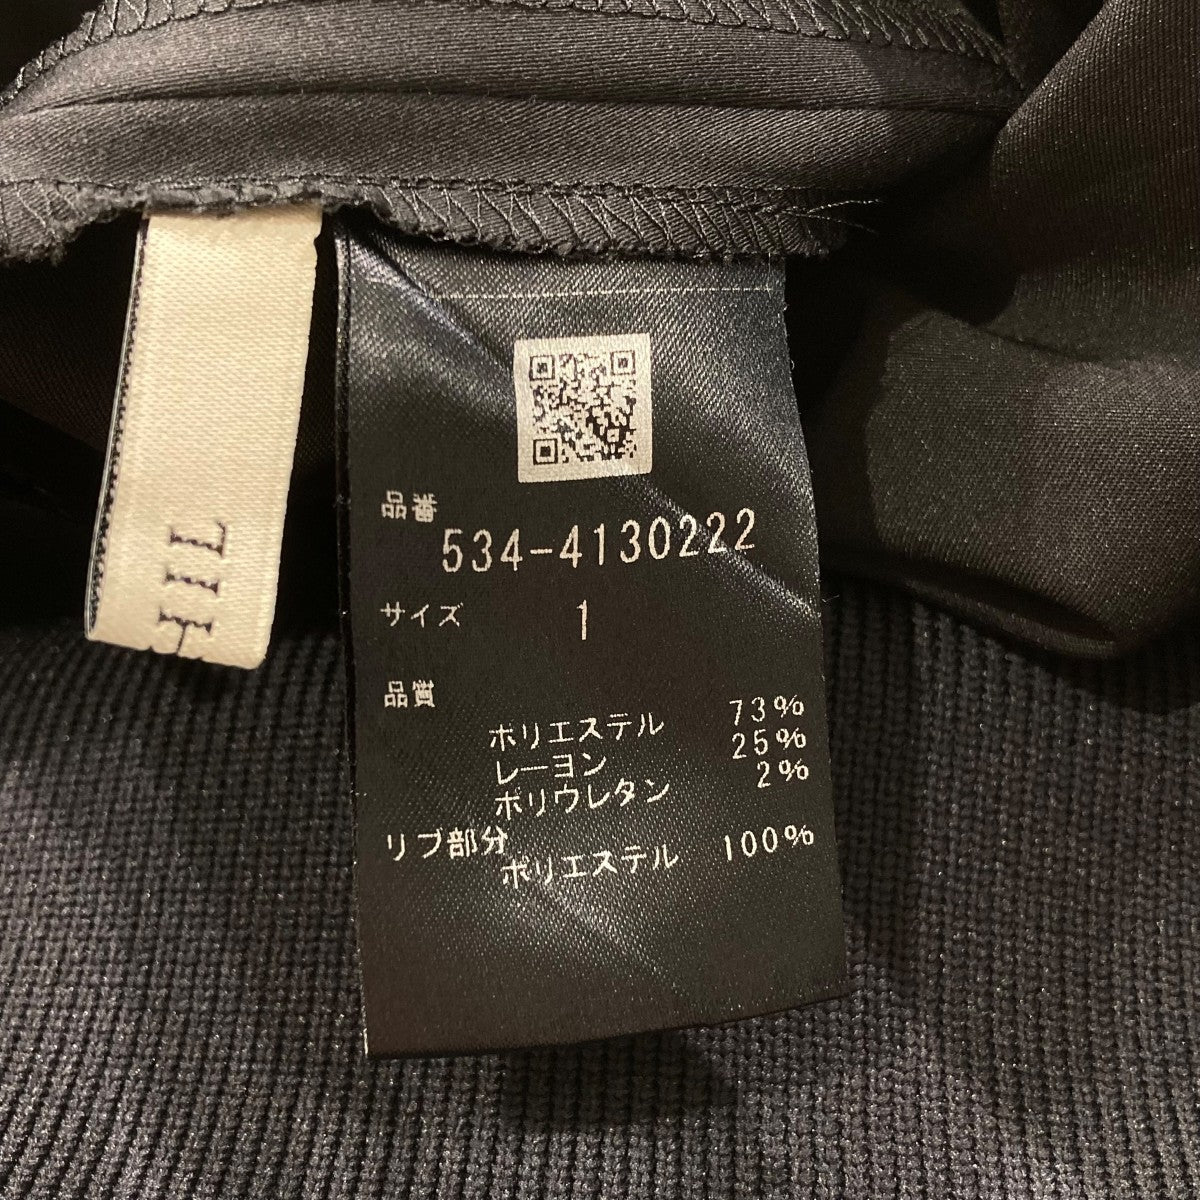 品番
534-4130222
サイズ 1
品質
ポリエステル 73%
レーヨン 25%
ポリウレタン 2%
リブ部分
ポリエステル 100%